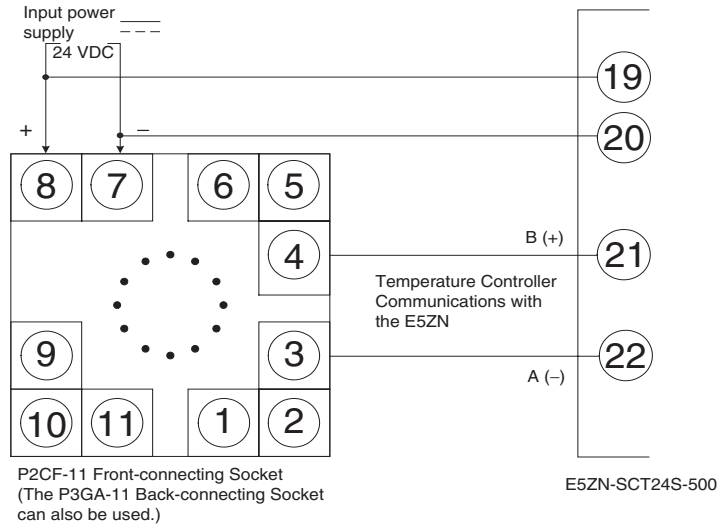 Input power
supply
24 VDC
+
−
19
20
8
7
6
5
4
B (+)
21
Temperature Controller
Communications with
the E5ZN
9
3
A (−)
22
10
11
1
2
P2CF-11 Front-connecting Socket
(The P3GA-11 Back-connecting Socket
can also be used.)
E5ZN-SCT24S-500